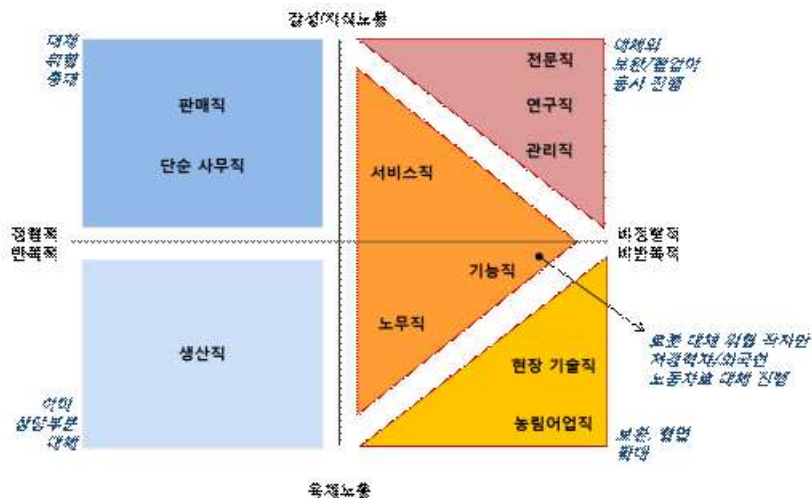 감성/지식노동
대체
위험
증대
판매직
단순 사무직
전문직
연구직
관리직
대체와
보완/협업이
동시 진행
서비스직
정형적
반복적
비정형적
비반복적
기능직
노무직
생산직
로봇 대체 위험 작지만
저경력자/외국인
노동자로 대체 진행
현장 기술직
농림어업직
이미
상당부분
대체
보완, 협업
확대
육체노동